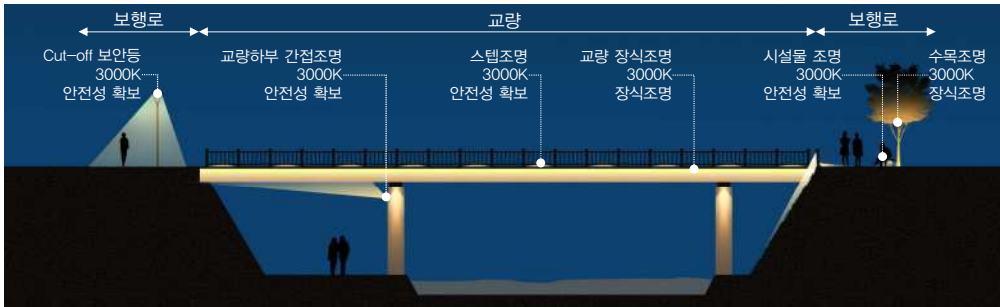 보행로
교량
보행로
Cut-off 보안등
3000K
안전성 확보
교량하부 간접조명
3000K
안전성 확보
스텝조명
3000K
안전성 확보
교량 장식조명
3000K
장식조명
시설물 조명
3000K
안전성 확보
수목조명
3000K
장식조명